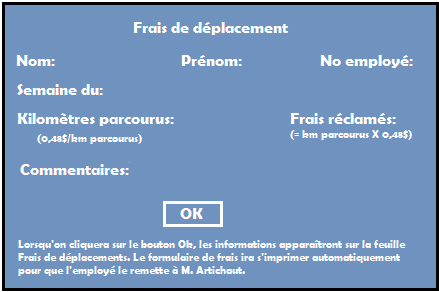 Frais de déplacement
Nom: Prénom: No employé:
Semaine du:
Kilomètres parcourus: Frais réclamés:
(0,48$/km parcourus) (= km parcourus X 0,48$)
Commentaires:
OK
Lorsqu'on cliquera sur le bouton Ok, les informations apparaîtront sur la feuille
Frais de déplacements. Le formulaire de frais ira s'imprimer automatiquement
pour que l'employé le remette à M. Artichaut.